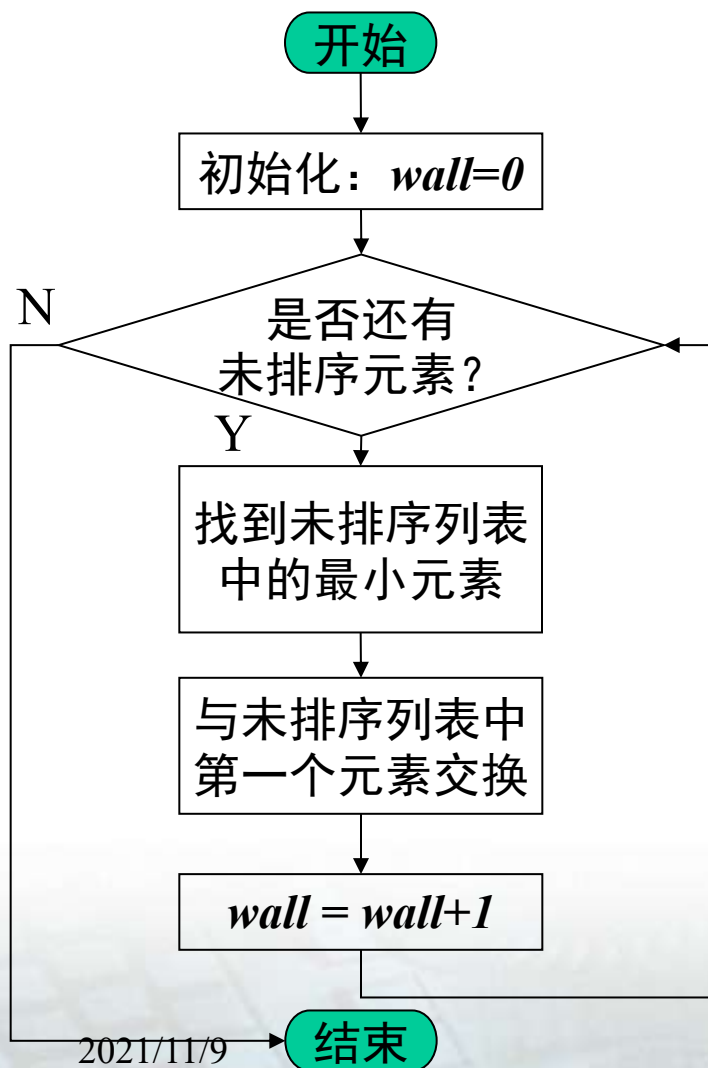 开始
初始化：wall=0
N
是否还有
未排序元素？
Y
找到未排序列表
中的最小元素
与未排序列表中
第一个元素交换
wall = wall+1
2021/11/9
结束